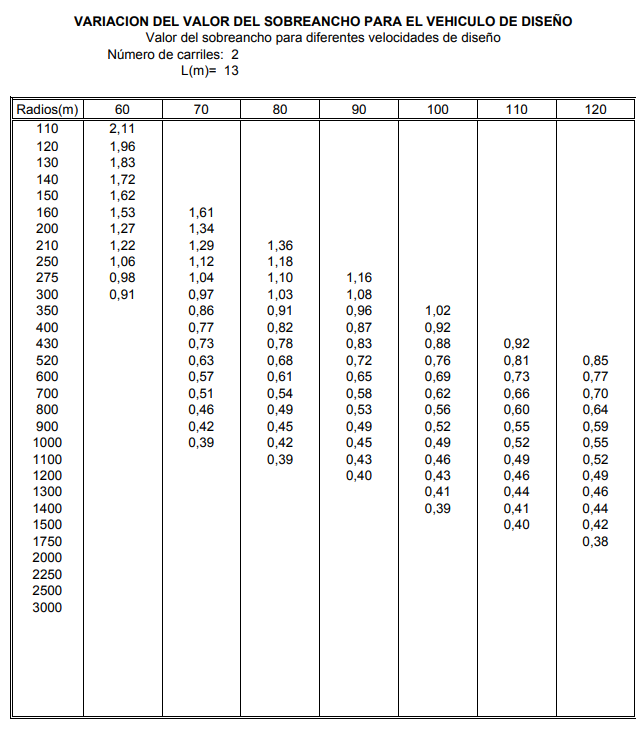 VARIACION DEL VALOR DEL SOBREANCHO PARA EL VEHICULO DE DISEÑO
Valor del sobreancho para diferentes velocidades de diseño
Número de carriles: 2
L(m)= 13
Radios(m) 60 70 80 90 100 110 120
110 2,11
120 1,96
130 1,83
140 1,72
150 1,62
160 1,53 1,61
200 1,27 1,34
210 1,22 1,29 1,36
250 1,06 1,12 1,18
275 0,98 1,04 1,10 1,16
300 0,91 0,97 1,03 1,08
350 0,86 0,91 0,96 1,02
400 0,77 0,82 0,87 0,92
430 0,73 0,78 0,83 0,88 0,92
520 0,63 0,68 0,72 0,76 0,81 0,85
600 0,57 0,61 0,65 0,69 0,73 0,77
700 0,51 0,54 0,58 0,62 0,66 0,70
800 0,46 0,49 0,53 0,56 0,60 0,64
900 0,42 0,45 0,49 0,52 0,55 0,59
1000 0,39 0,42 0,45 0,49 0,52 0,55
1100 0,39 0,43 0,46 0,49 0,52
1200 0,40 0,43 0,46 0,49
1300 0,41 0,44 0,46
1400 0,39 0,41 0,44
1500 0,40 0,42
1750 0,38
2000
2250
2500
3000